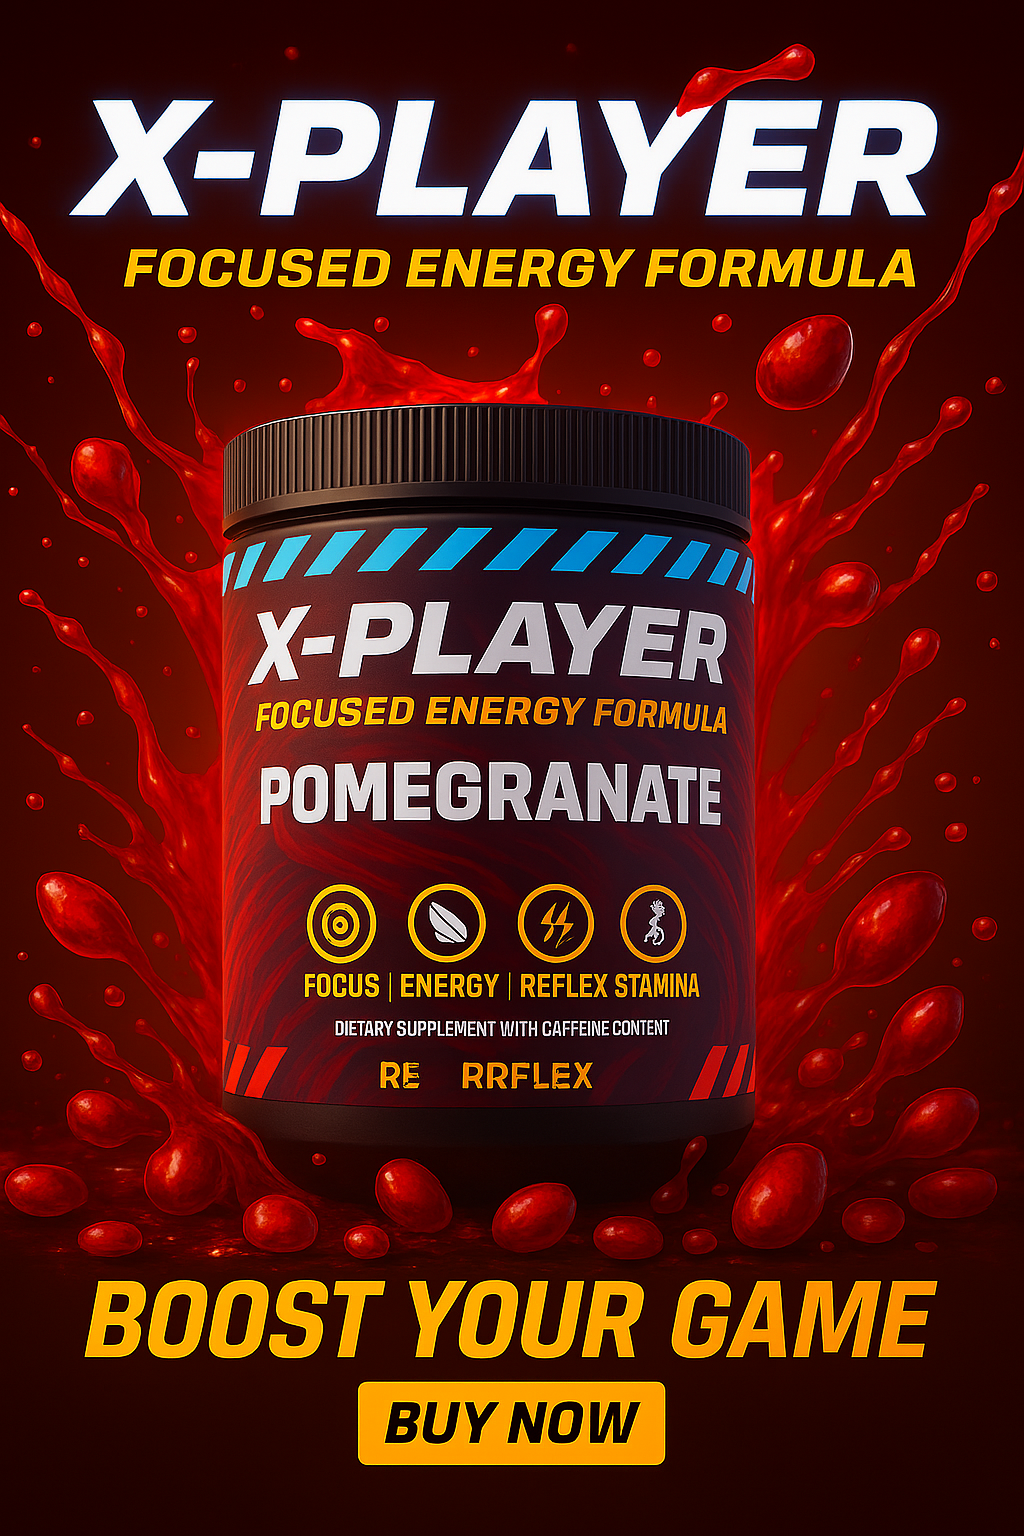 X-PLAYER
FOCUSED ENERGY FORMULA
X-PLAYER
FOCUSED ENERGY FORMULA
POMEGRANATE
FOCUS | ENERGY | REFLEX STAMINA
DIETARY SUPPLEMENT WITH CAFFEINE CONTENT
RE RRFLEX
BOOST YOUR GAME
BUY NOW